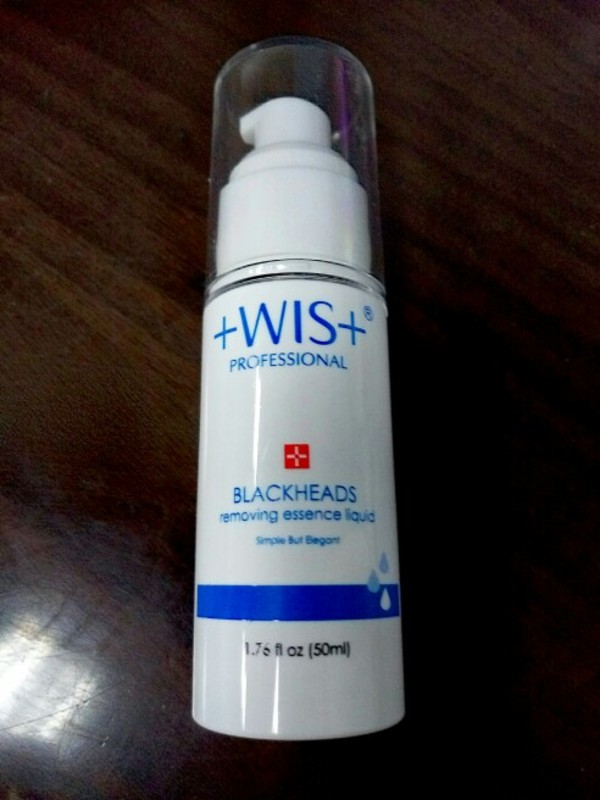 +WIS+®
PROFESSIONAL
BLACKHEADS
removing essence liquid
Simple But Elegant
1.76 fl oz (50ml)